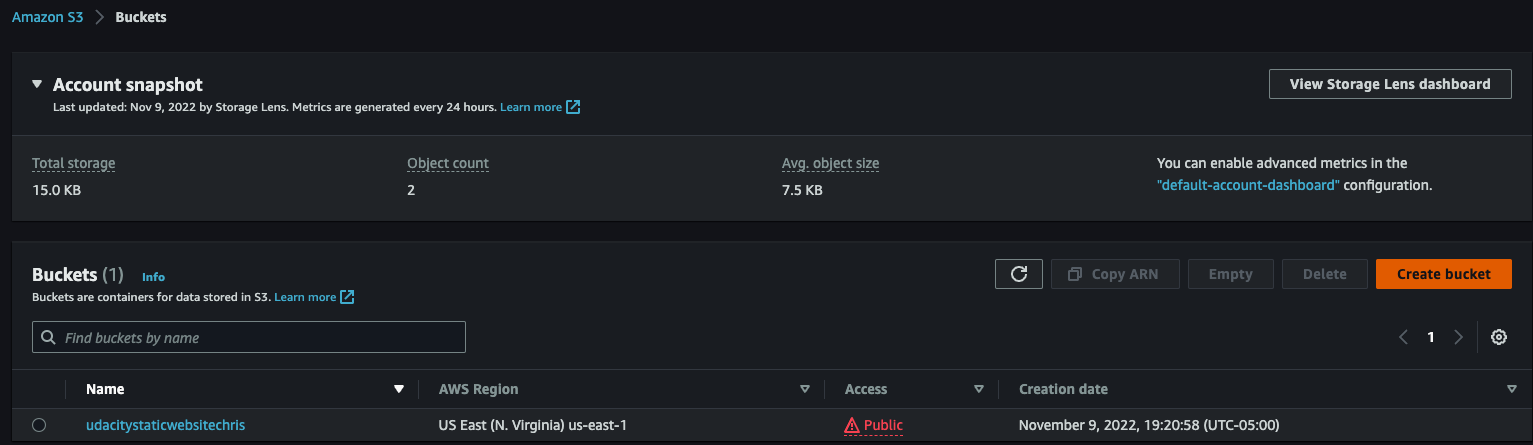 Amazon S3 > Buckets
Account snapshot
View Storage Lens dashboard
Last updated: Nov 9, 2022 by Storage Lens. Metrics are generated every 24 hours. Learn more
Total storage
Object count
Avg. object size
You can enable advanced metrics in the
"default-account-dashboard" configuration.
15.0 KB
2
7.5 KB
Buckets (1) Info
Copy ARN
Empty
Delete
Create bucket
Buckets are containers for data stored in S3. Learn more
Find buckets by name
1
Name
AWS Region
Access
Creation date
udacitystaticwebsitechris
US East (N. Virginia) us-east-1
Public
November 9, 2022, 19:20:58 (UTC-05:00)